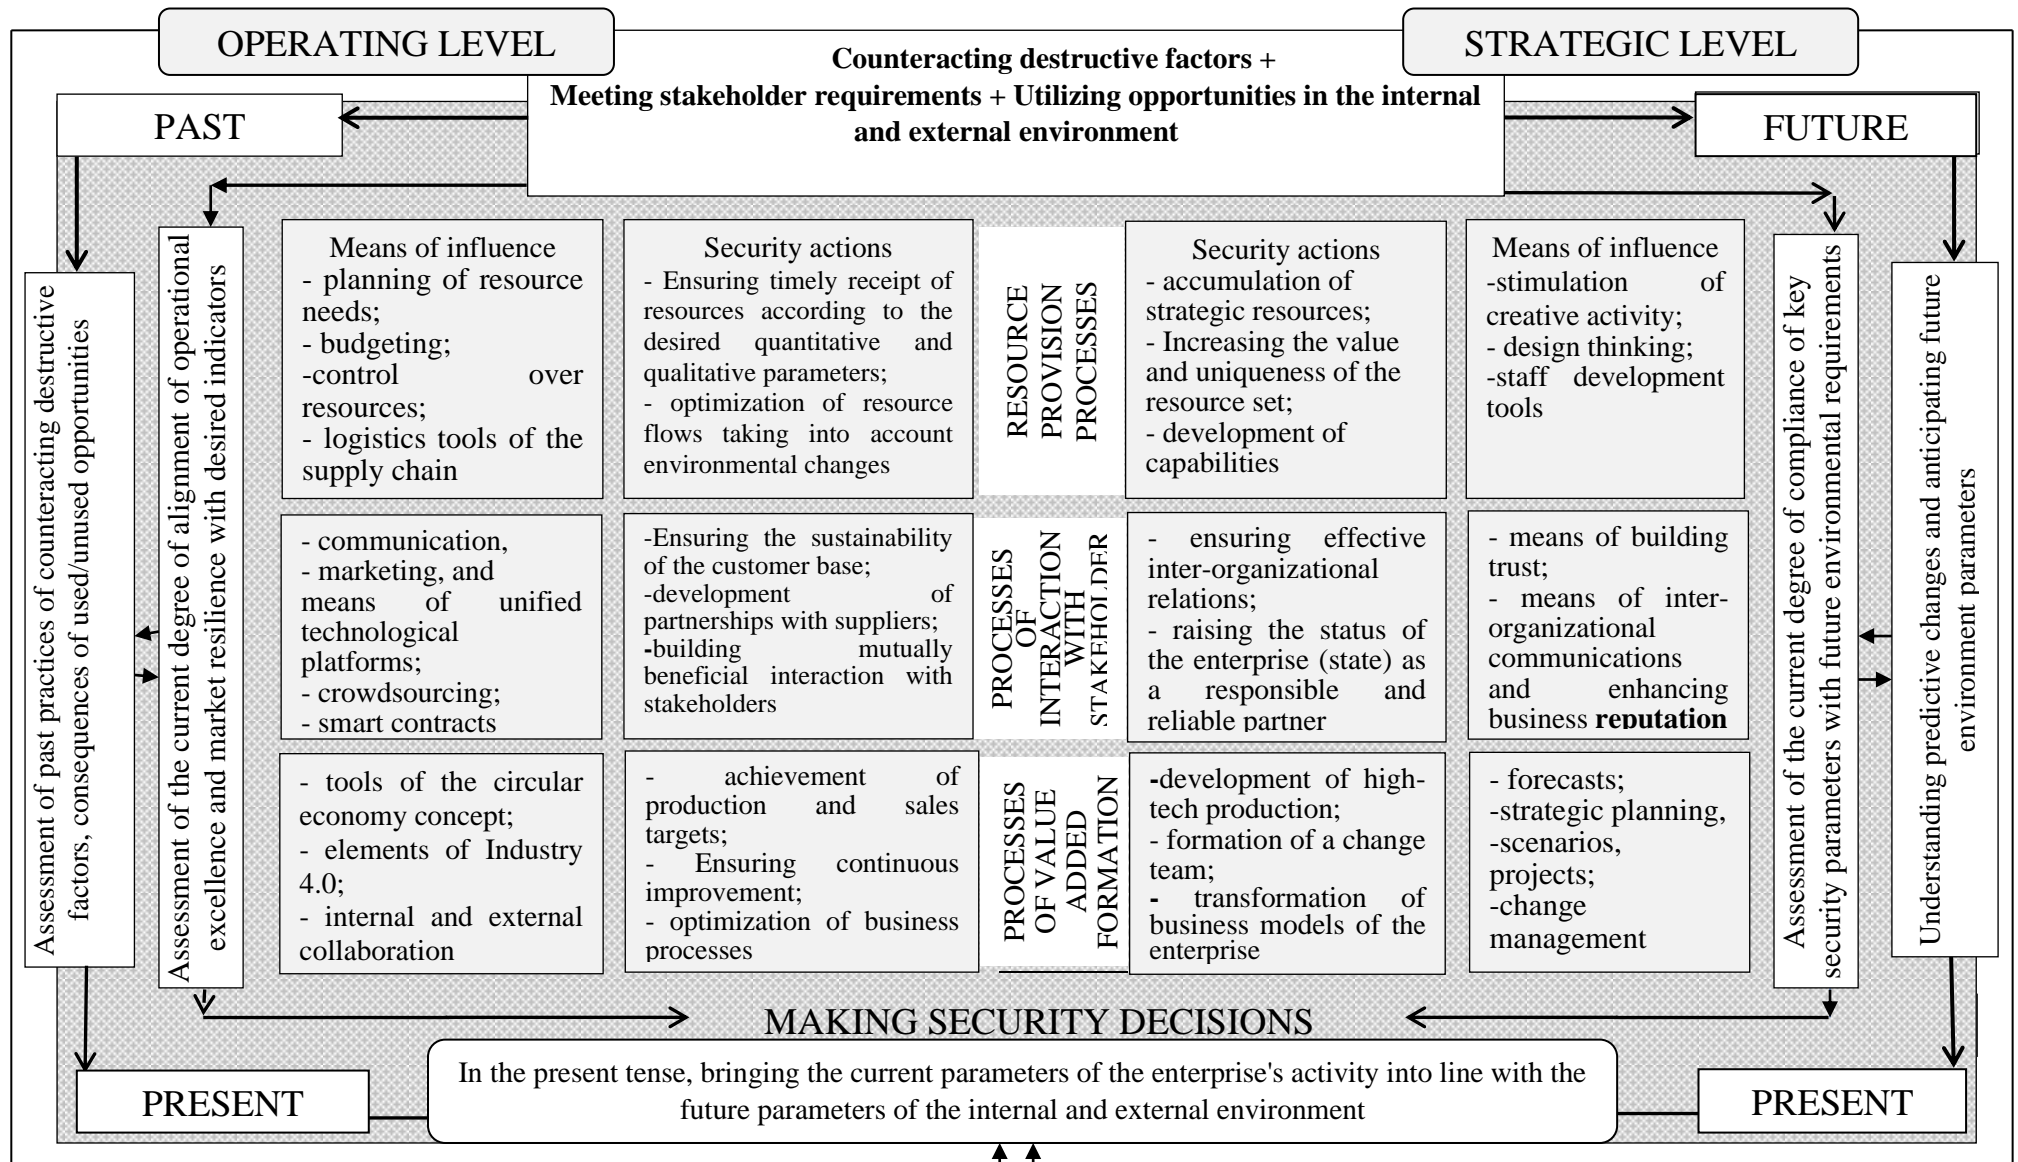 OPERATING LEVEL
STRATEGIC LEVEL
Counteracting destructive factors +
Meeting stakeholder requirements + Utilizing opportunities in the internal
and external environment
PAST
FUTURE
Assessment of past practices of counteracting destructive
factors, consequences of used/unused opportunities
Assessment of the current degree of alignment of operational
excellence and market resilience with desired indicators
Means of influence
- planning of resource
needs;
- budgeting;
-control over
resources;
- logistics tools of the
supply chain
Security actions
- Ensuring timely receipt of
resources according to the
desired quantitative and
qualitative parameters;
- optimization of resource
flows taking into account
environmental changes
RESOURCE
PROVISION
PROCESSES
Security actions
- accumulation of
strategic resources;
- Increasing the value
and uniqueness of the
resource set;
- development of
capabilities
Means of influence
-stimulation of
creative activity;
- design thinking;
-staff development
tools
- communication,
- marketing, and
means of unified
technological
platforms;
- crowdsourcing;
- smart contracts
-Ensuring the sustainability
of the customer base;
-development of
partnerships with suppliers;
-building mutually
beneficial interaction with
stakeholders
PROCESSES
OF
INTERACTION
WITH
STAKEHOLDER
- ensuring effective
inter-organizational
relations;
- raising the status of
the enterprise (state) as
a responsible and
reliable partner
- means of building
trust;
- means of inter-
organizational
communications
and enhancing
business reputation
- tools of the circular
economy concept;
- elements of Industry
4.0;
- internal and external
collaboration
- achievement of
production and sales
targets;
- Ensuring continuous
improvement;
- optimization of business
processes
PROCESSES
OF VALUE
ADDED
FORMATION
-development of high-
tech production;
- formation of a change
team;
- transformation of
business models of the
enterprise
- forecasts;
-strategic planning,
-scenarios,
projects;
-change
management
Assessment of the current degree of compliance of key
security parameters with future environmental requirements
Understanding predictive changes and anticipating future
environment parameters
MAKING SECURITY DECISIONS
PRESENT
In the present tense, bringing the current parameters of the enterprise's activity into line with the
future parameters of the internal and external environment
PRESENT